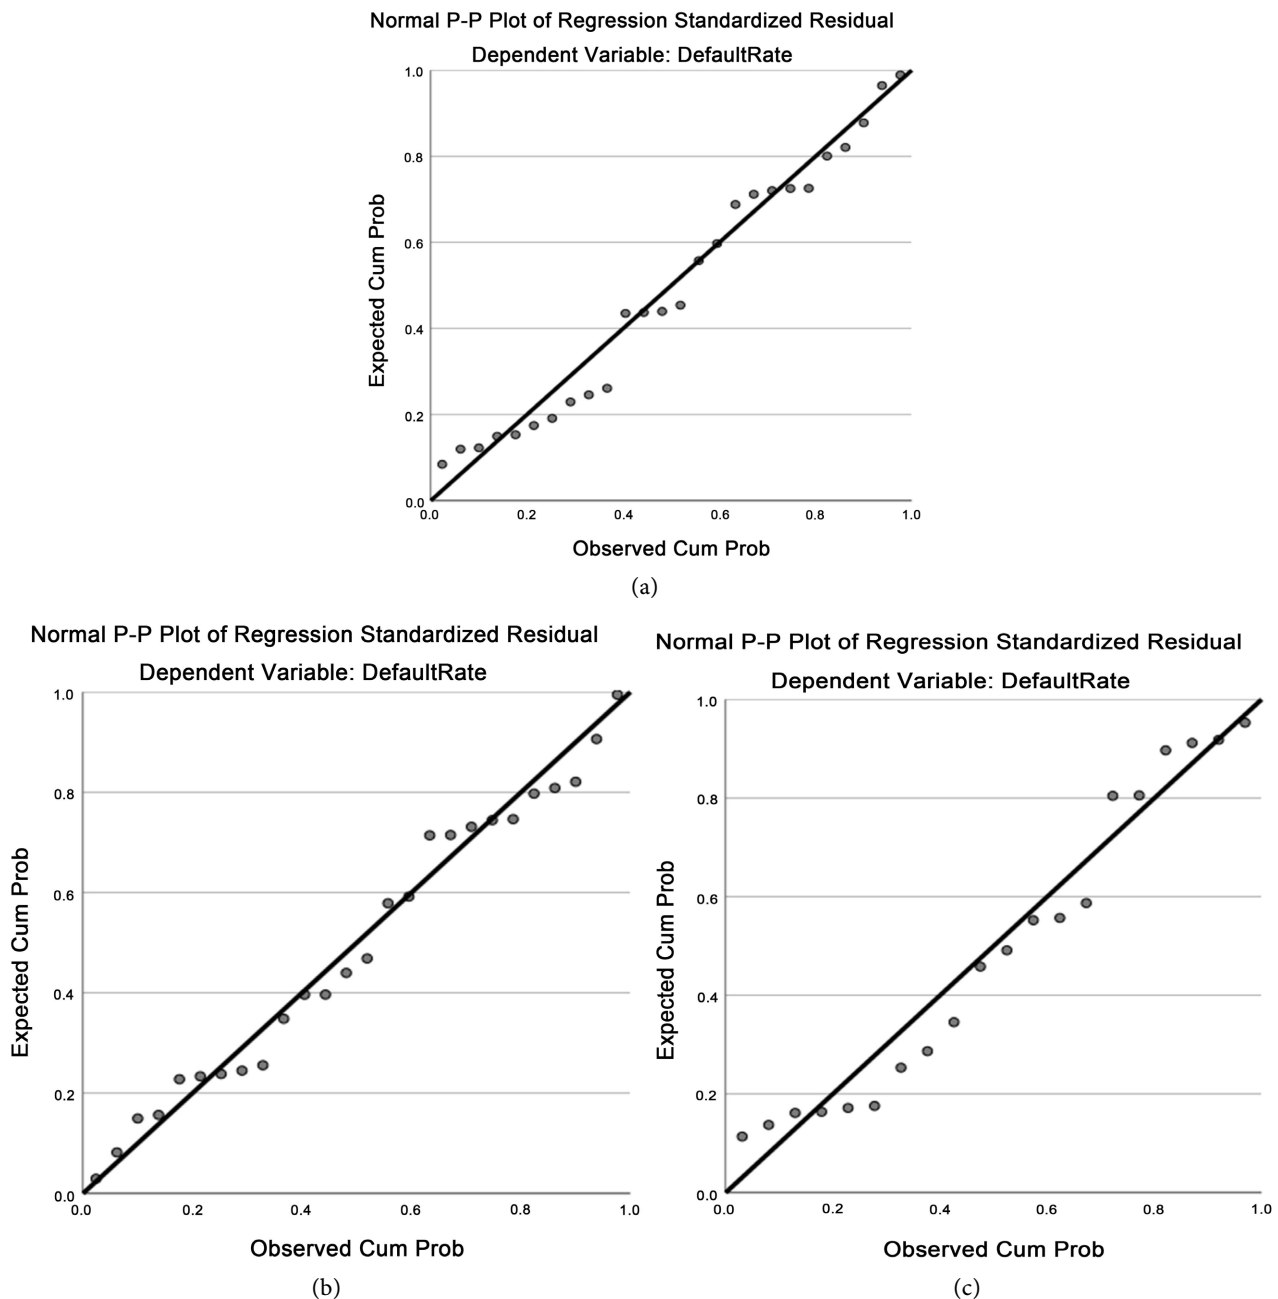 Normal P-P Plot of Regression Standardized Residual
Dependent Variable: DefaultRate
1.0
0.8
0.6
0.4
0.2
0.0
Expected Cum Prob
0.0 0.2 0.4 0.6 0.8 1.0
Observed Cum Prob
(a)
Normal P-P Plot of Regression Standardized Residual
Dependent Variable: DefaultRate
1.0
0.8
0.6
0.4
0.2
0.0
Expected Cum Prob
0.0 0.2 0.4 0.6 0.8 1.0
Observed Cum Prob
(b)
Normal P-P Plot of Regression Standardized Residual
Dependent Variable: DefaultRate
1.0
0.8
0.6
0.4
0.2
0.0
Expected Cum Prob
0.0 0.2 0.4 0.6 0.8 1.0
Observed Cum Prob
(c)